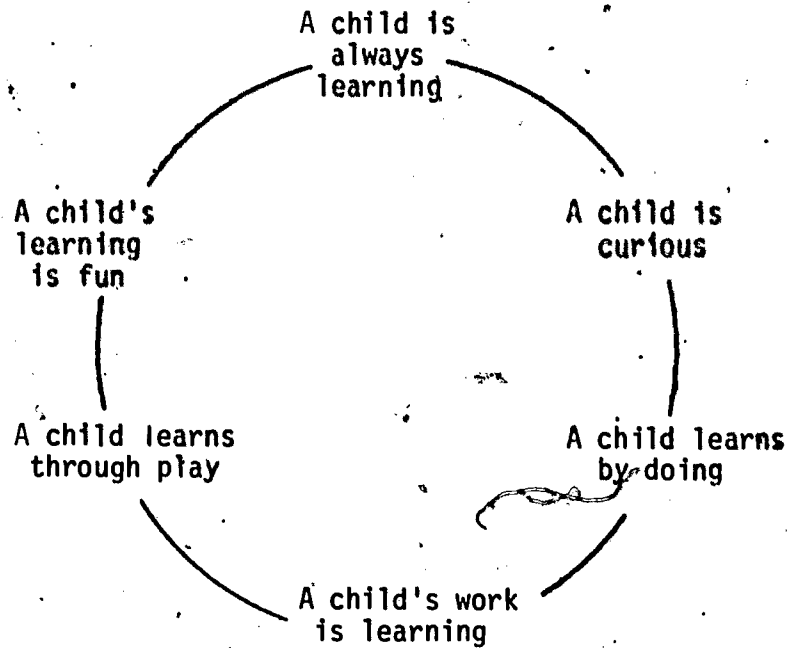 A child is
always
learning
A child is
curious
A child learns
by doing
A child's work
is learning
A child learns
through play
A child's
learning
is fun